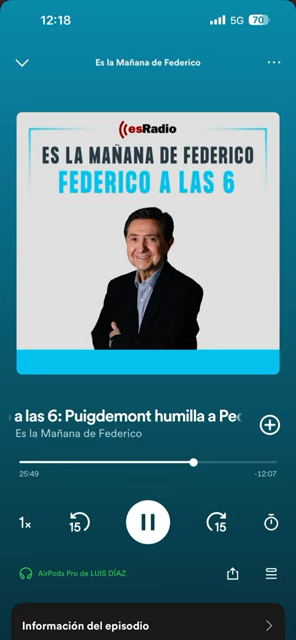 12:18
5G
70
Es la Mañana de Federico
esRadio
ES LA MAÑANA DE FEDERICO
FEDERICO A LAS 6
a las 6: Puigdemont humilla a Pe
Es la Mañana de Federico
25:49
-12:07
1x
15
15
AirPods Pro de LUIS DÍAZ
Información del episodio